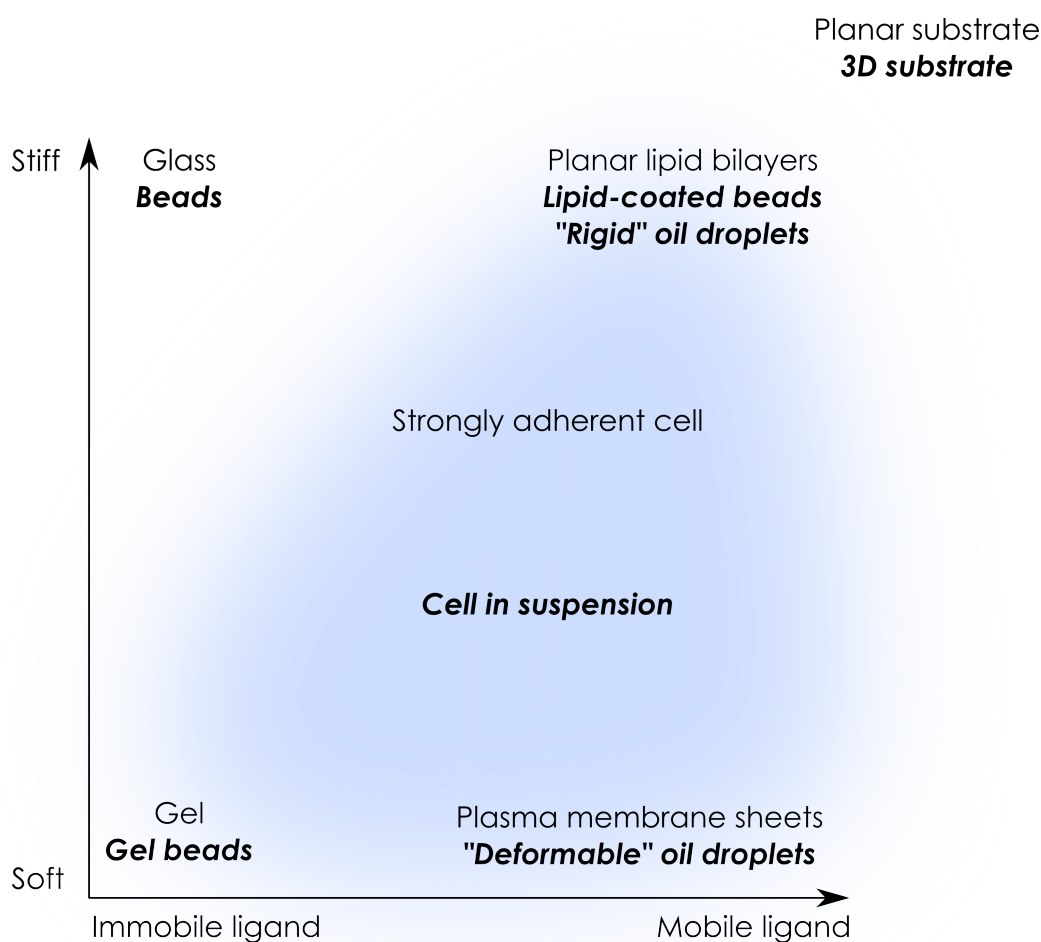 Planar substrate
3D substrate
Stiff
Glass
Beads
Planar lipid bilayers
Lipid-coated beads
"Rigid" oil droplets
Strongly adherent cell
Cell in suspension
Gel
Gel beads
Plasma membrane sheets
"Deformable" oil droplets
Soft
Immobile ligand
Mobile ligand